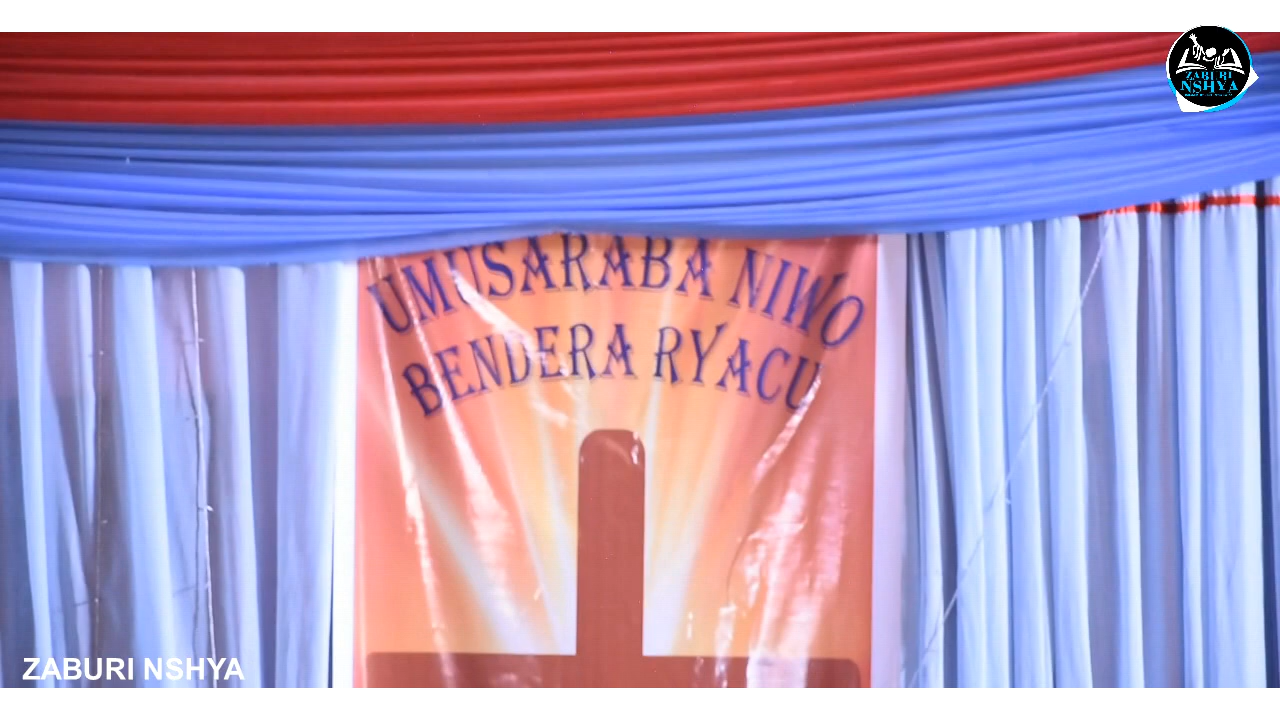 ZABURI
NSHYA
UMUSARABA NIWO
BENDERA RYACU
ZABURI NSHYA